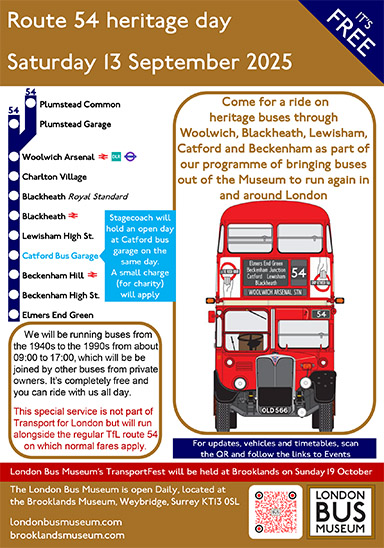 Route 54 heritage day
Saturday 13 September 2025
IT'S
FREE
54
54
Plumstead Common
Plumstead Garage
Woolwich Arsenal
DLR
Charlton Village
Blackheath Royal Standard
Blackheath
Lewisham High St.
Catford Bus Garage
Beckenham Hill
Beckenham High St.
Elmers End Green
Stagecoach will
hold an open day
at Catford bus
garage on the
same day.
A small charge
(for charity)
will apply
Come for a ride on
heritage buses through
Woolwich, Blackheath, Lewisham,
Catford and Beckenham as part of
our programme of bringing buses
out of the Museum to run again in
and around London
Elmers End Green
Beckenham Junction
Catford Lewisham
Blackheath
54
WOOLWICH ARSENAL STN
54
OLD 566
We will be running buses from
the 1940s to the 1990s from about
09:00 to 17:00, which will be be
joined by other buses from private
owners. It's completely free and
you can ride with us all day.
This special service is not part of
Transport for London but will run
alongside the regular TfL route 54
on which normal fares apply.
For updates, vehicles and timetables, scan
the QR and follow the links to Events
London Bus Museum's TransportFest will be held at Brooklands on Sunday 19 October
The London Bus Museum is open Daily, located at
the Brooklands Museum, Weybridge, Surrey KT13 0SL
londonbusmuseum.com
brooklandsmuseum.com
LONDON
BUS
MUSEUM